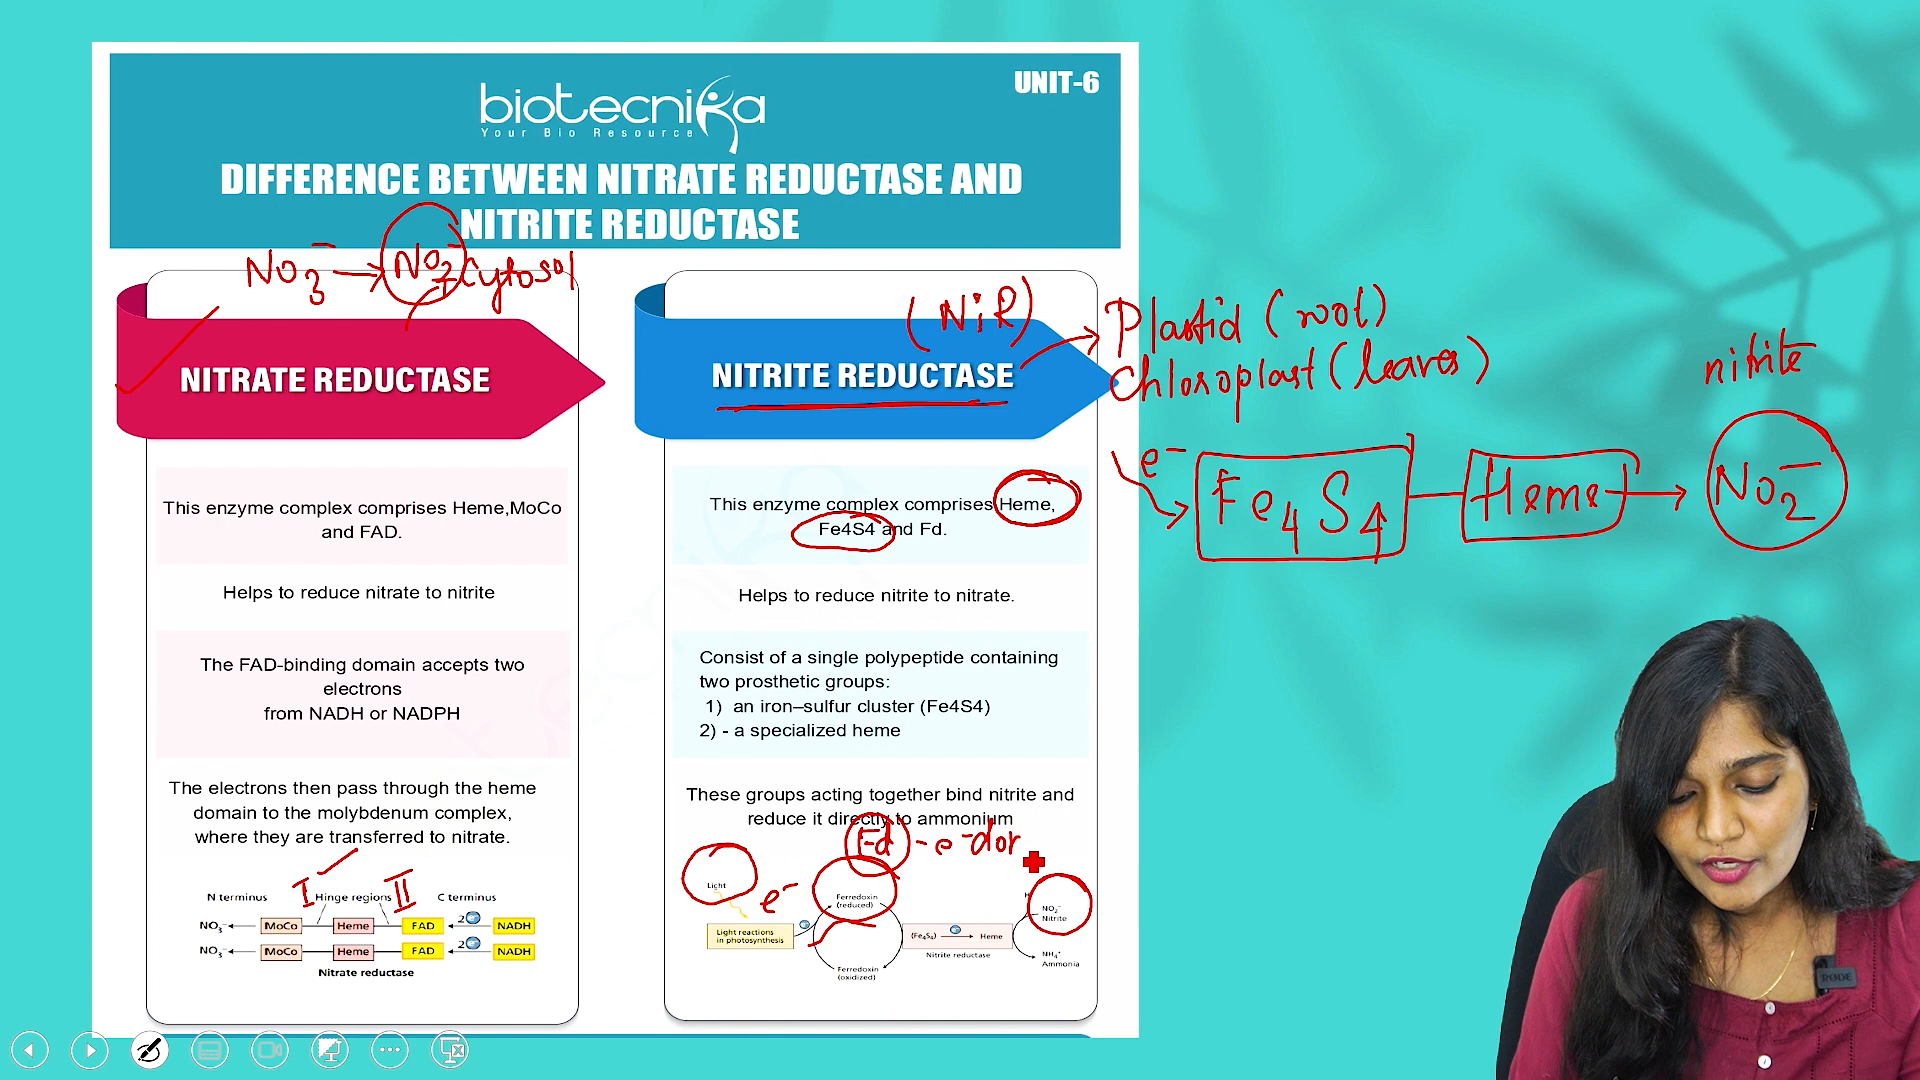 UNIT-6
biotecnika
Your Bio Resource
DIFFERENCE BETWEEN NITRATE REDUCTASE AND
NITRITE REDUCTASE
NO3⁻ → NO2⁻ Cytosol
NITRATE REDUCTASE
This enzyme complex comprises Heme,MoCo
and FAD.
Helps to reduce nitrate to nitrite
The FAD-binding domain accepts two
electrons
from NADH or NADPH
The electrons then pass through the heme
domain to the molybdenum complex,
where they are transferred to nitrate.
I II
N terminus Hinge regions C terminus
NO3⁻ MoCo Heme FAD 2 e⁻ NADH
NO3⁻ MoCo Heme FAD 2 e⁻ NADH
Nitrate reductase
(NiR)
NITRITE REDUCTASE
Plastid (root)
Chloroplast (leaves)
This enzyme complex comprises Heme,
Fe4S4 and Fd.
Helps to reduce nitrite to nitrate.
Consist of a single polypeptide containing
two prosthetic groups:
1) an iron–sulfur cluster (Fe4S4)
2) - a specialized heme
These groups acting together bind nitrite and
reduce it directly to ammonium
Fd - e⁻ dor
Light e⁻
Ferredoxin
(reduced)
Light reactions
in photosynthesis
(Fe4S4) → Heme
Nitrite reductase
Ferredoxin
(oxidized)
NO2⁻
Nitrite
NH4⁺
Ammonia
nitrite
e⁻ → Fe4S4 — Heme → NO2⁻
RØDE